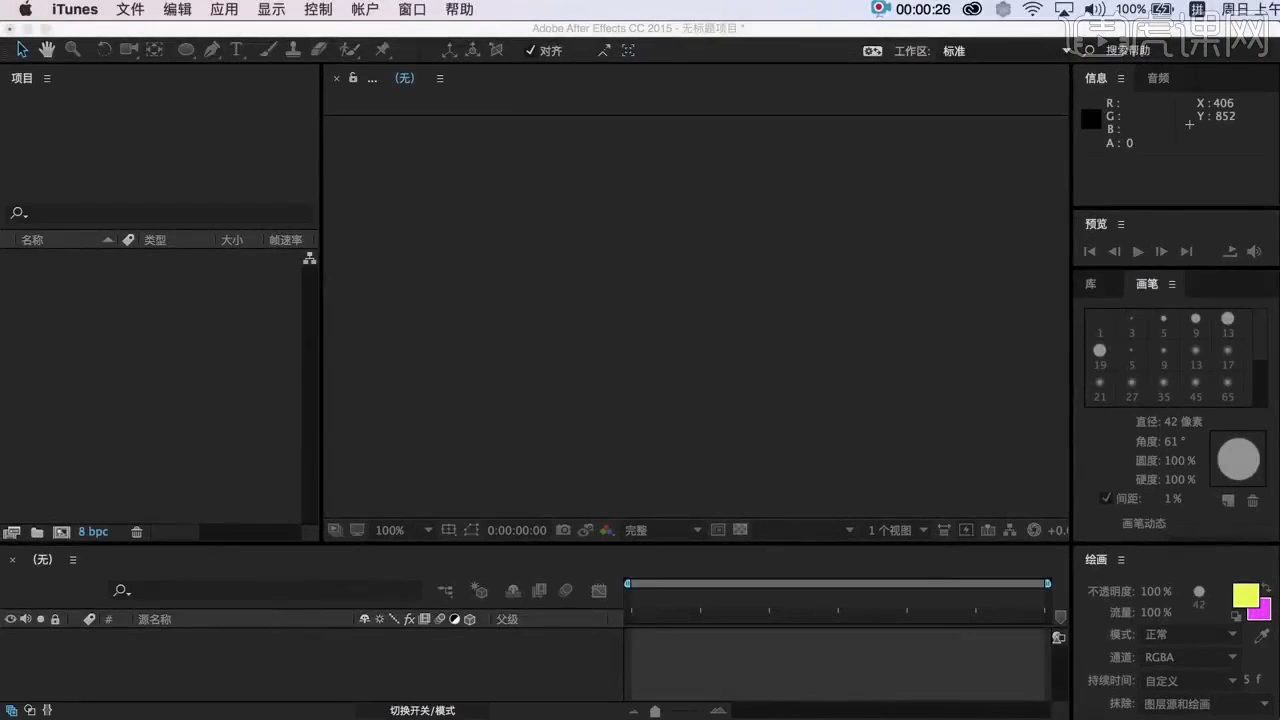 iTunes 文件 编辑 应用 显示 控制 帐户 窗口 帮助 00:00:26 100% 拼 周日上午
Adobe After Effects CC 2015 - 无标题项目 *
虎课网
对齐 工作区: 标准 搜索帮助
项目 ... (无) 信息 音频
R : X : 406
G : Y : 852
B :
A : 0
预览
名称 类型 大小 帧速率
库 画笔
1 3 5 9 13
19 5 9 13 17
21 27 35 45 65
直径: 42 像素
角度: 61 °
圆度: 100 %
硬度: 100 %
间距: 1 %
画笔动态
8 bpc 100% 0:00:00:00 完整 1 个视图 +0.0
(无) 绘画
不透明度: 100 %
流量: 100 % 42
源名称 父级
# fx
模式: 正常
通道: RGBA
持续时间: 自定义 5 f
抹除: 图层源和绘画
切换开关/模式